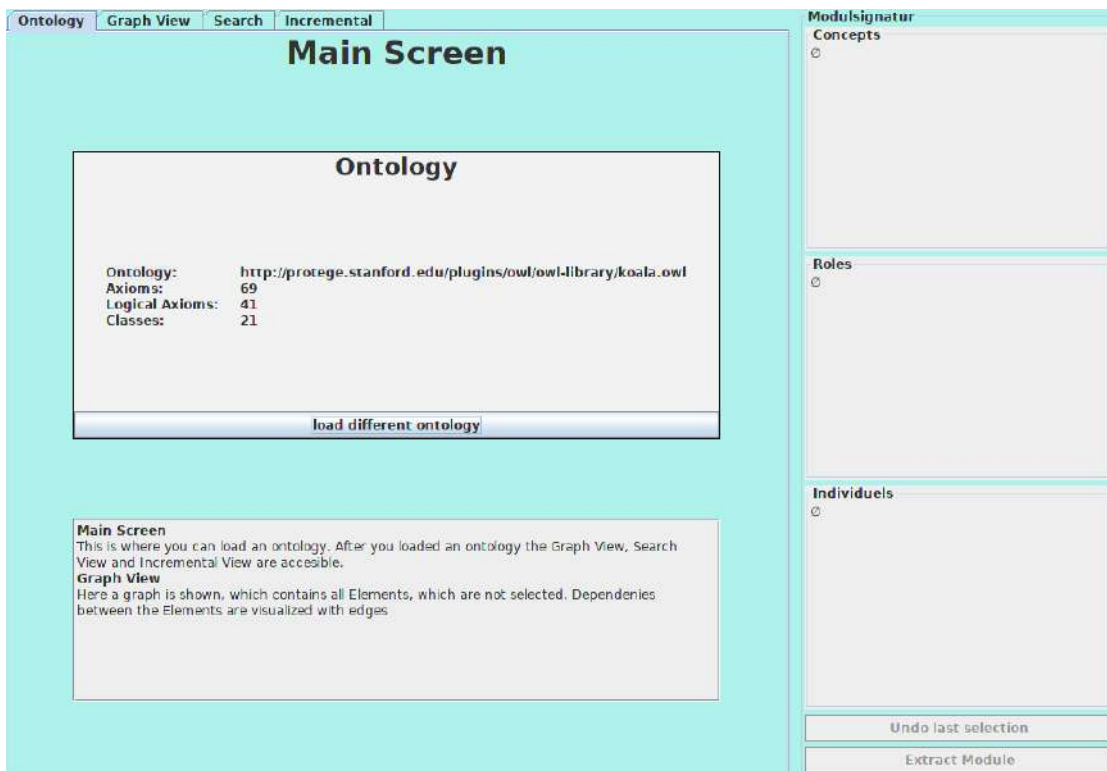 Ontology Graph View Search Incremental
Main Screen
Ontology
Ontology: http://protege.stanford.edu/plugins/owl/owl-library/koala.owl
Axioms: 69
Logical Axioms: 41
Classes: 21
load different ontology
Main Screen
This is where you can load an ontology. After you loaded an ontology the Graph View, Search
View and Incremental View are accesible.
Graph View
Here a graph is shown, which contains all Elements, which are not selected. Dependenies
between the Elements are visualized with edges
Modulsignatur
Concepts
∅
Roles
∅
Individuels
∅
Undo last selection
Extract Module